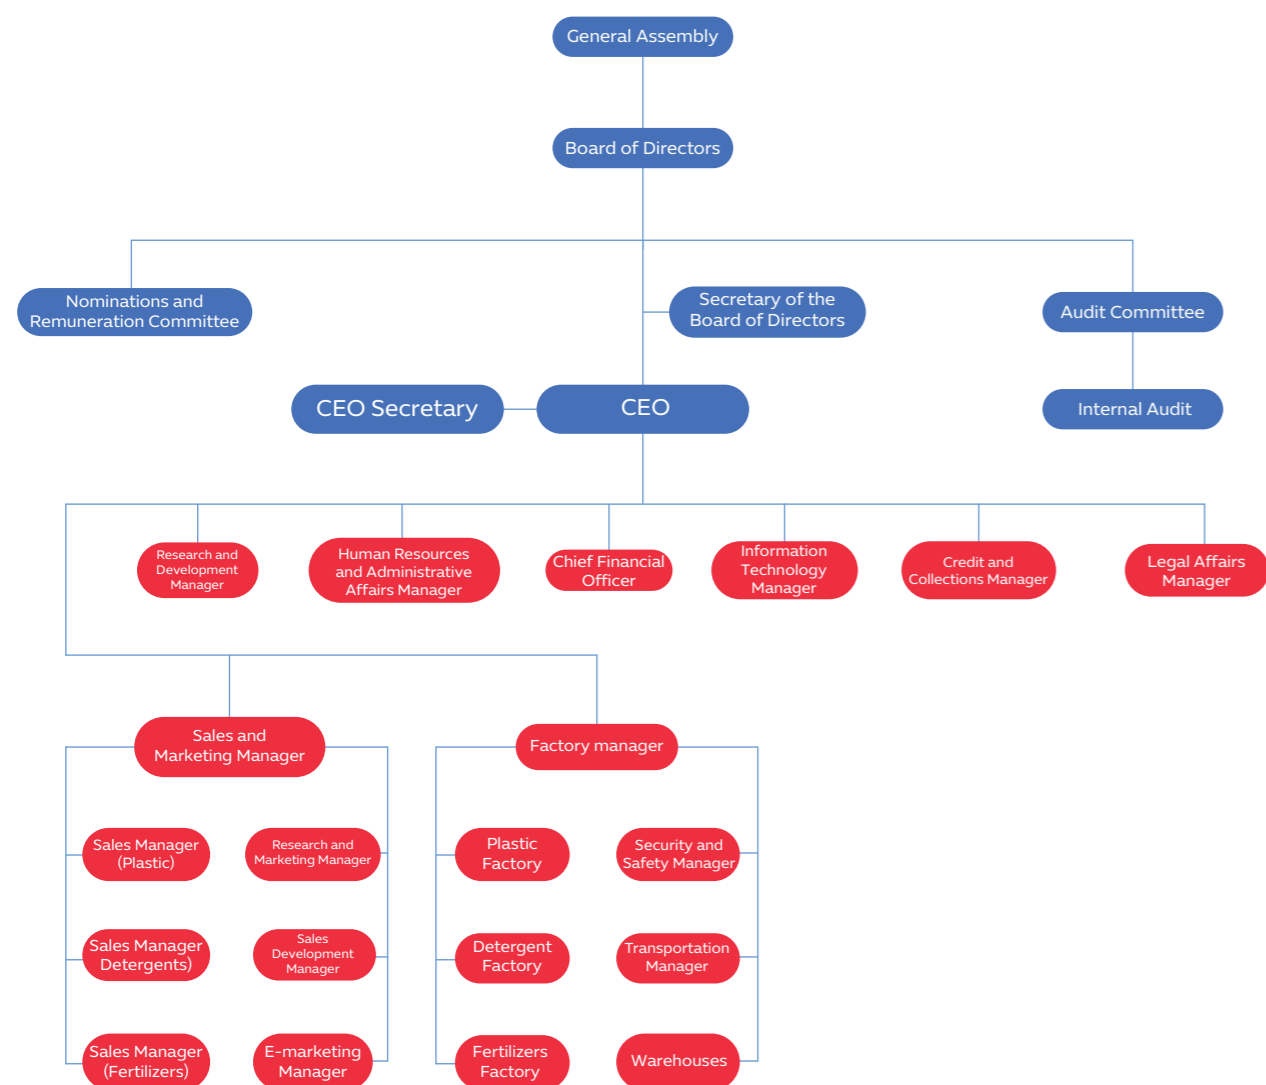 General Assembly
Board of Directors
Nominations and
Remuneration Committee
Secretary of the
Board of Directors
Audit Committee
CEO Secretary
CEO
Internal Audit
Research and
Development
Manager
Human Resources
and Administrative
Affairs Manager
Chief Financial
Officer
Information
Technology
Manager
Credit and
Collections Manager
Legal Affairs
Manager
Sales and
Marketing Manager
Factory manager
Sales Manager
(Plastic)
Research and
Marketing Manager
Plastic
Factory
Security and
Safety Manager
Sales Manager
Detergents)
Sales
Development
Manager
Detergent
Factory
Transportation
Manager
Sales Manager
(Fertilizers)
E-marketing
Manager
Fertilizers
Factory
Warehouses